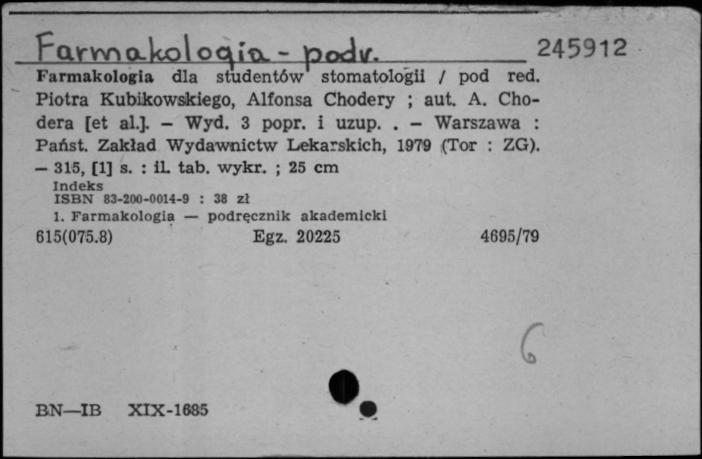 Farmakologia - podr. 245912
Farmakologia dla studentów stomatologii / pod red.
Piotra Kubikowskiego, Alfonsa Chodery ; aut. A. Cho-
dera [et al.]. — Wyd. 3 popr. i uzup. . — Warszawa :
Państ. Zakład Wydawnictw Lekarskich, 1979 (Tor : ZG).
— 315, [1] s. : il. tab. wykr. ; 25 cm
Indeks
ISBN 83-200-0014-9 : 38 zł
1. Farmakologia — podręcznik akademicki
615(075.8) Egz. 20225 4695/79
6
BN—IB XIX-1685